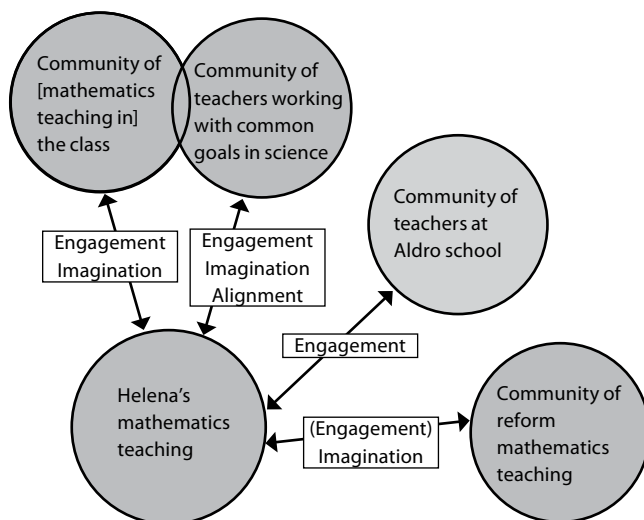 Community of
[mathematics
teaching in]
the class
Community of
teachers working
with common
goals in science
Community of
teachers at
Aldro school
Engagement
Imagination
Engagement
Imagination
Alignment
Engagement
Helena's
mathematics
teaching
(Engagement)
Imagination
Community of
reform
mathematics
teaching